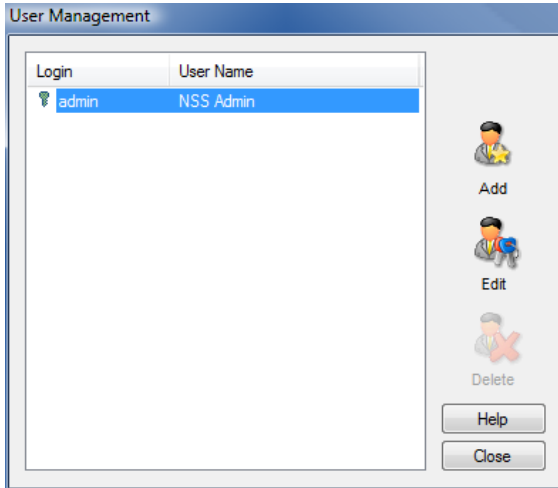 User Management
Login User Name
admin NSS Admin
Add
Edit
Delete
Help
Close